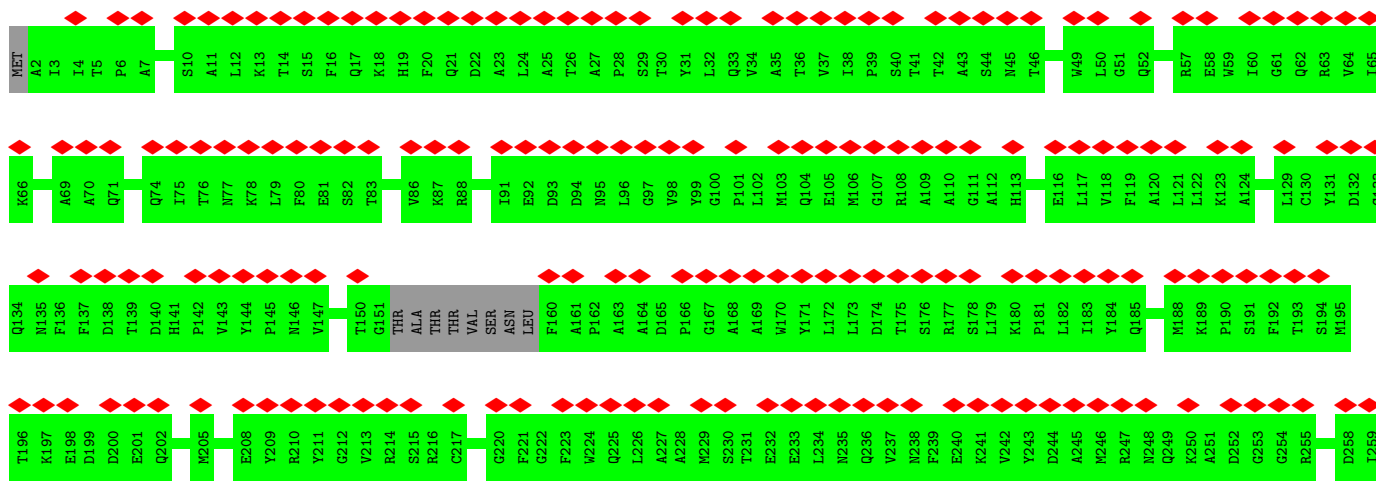 MET A2 I3 I4 T5 P6 A7 S10 A11 L12 K13 T14 S15 F16 Q17 K18 H19 F20 Q21 D22 A23 L24 A25 T26 A27 P28 S29 T30 Y31 L32 Q33 V34 A35 T36 V37 I38 P39 S40 T41 T42 A43 S44 N45 T46 W49 L50 G51 Q52 R57 E58 W59 I60 G61 Q62 R63 V64 I65
K66 A69 A70 Q71 Q74 I75 T76 N77 K78 L79 F80 E81 S82 T83 V86 K87 R88 I91 E92 D93 D94 N95 L96 G97 V98 Y99 G100 P101 L102 M103 Q104 E105 M106 G107 R108 A109 A110 G111 A112 H113 E116 L117 V118 F119 A120 L121 L122 K123 A124 L129 C130 Y131 D132
Q134 N135 F136 F137 D138 T139 D140 H141 P142 V143 Y144 P145 N146 V147 T150 G151 THR ALA THR THR VAL SER ASN LEU F160 A161 P162 A163 A164 D165 P166 G167 A168 A169 W170 Y171 L172 L173 D174 T175 S176 R177 S178 L179 K180 P181 L182 I183 Y184 Q185 M188 K189 P190 S191 F192 T193 S194 M195
T196 K197 E198 D199 D200 E201 Q202 M205 E208 Y209 R210 Y211 G212 V213 R214 S215 R216 C217 G220 F221 G222 F223 W224 Q225 L226 A227 A228 M229 S230 T231 E232 E233 L234 N235 Q236 V237 N238 F239 E240 K241 V242 Y243 D244 A245 M246 R247 N248 Q249 K250 A251 D252 G253 G254 R255 D258 I259